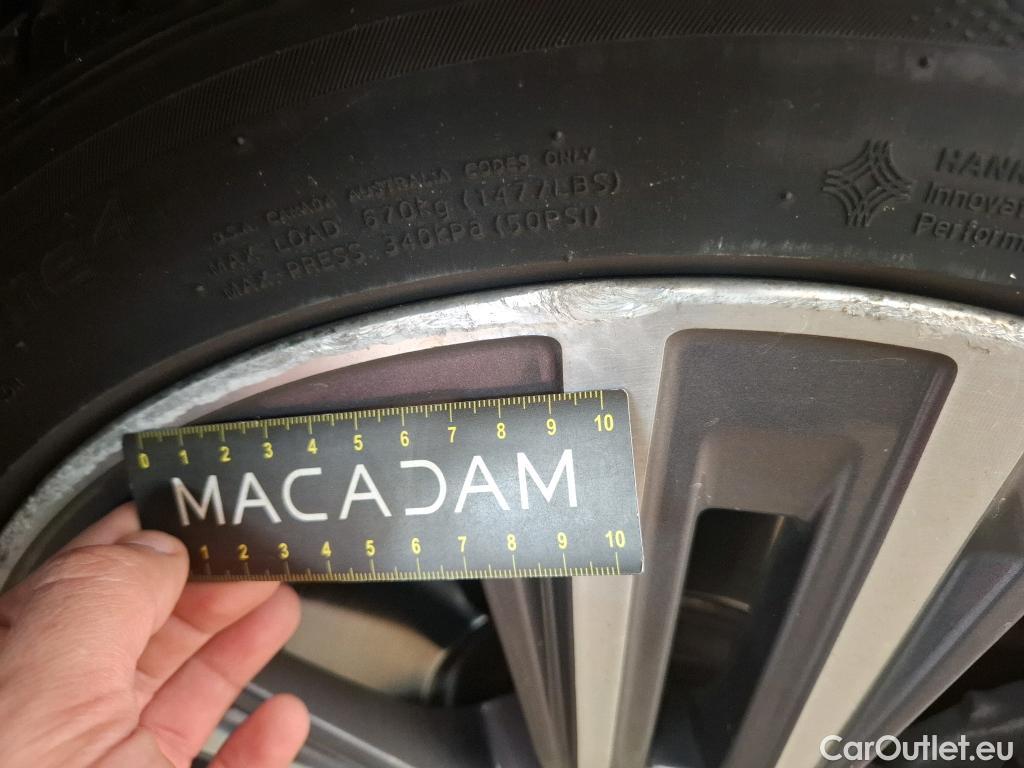 U.S.A. CANADA AUSTRALIA CODES ONLY
MAX. LOAD 670kg (1477LBS)
MAX. PRESS. 340kPa (50PSI)
HANK
Innovat
Perform
0 1 2 3 4 5 6 7 8 9 10
MACADAM
1 2 3 4 5 6 7 8 9 10
CarOutlet.eu